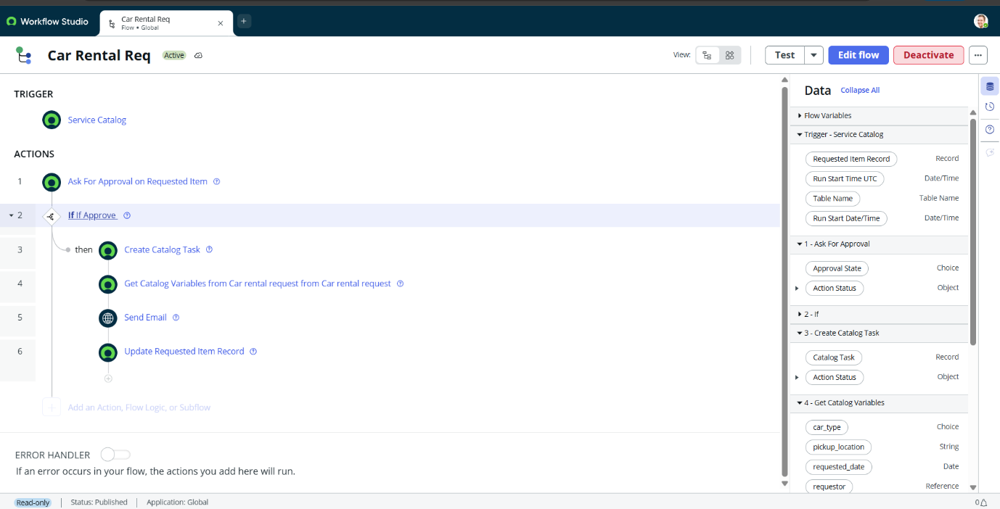 Workflow Studio
Car Rental Req
Flow • Global
Car Rental Req
Active
View:
Test
Edit flow
Deactivate
TRIGGER
Service Catalog
ACTIONS
1 Ask For Approval on Requested Item
2 If If Approve
3 then Create Catalog Task
4 Get Catalog Variables from Car rental request from Car rental request
5 Send Email
6 Update Requested Item Record
Add an Action, Flow Logic, or Subflow
ERROR HANDLER
If an error occurs in your flow, the actions you add here will run.
Data Collapse All
Flow Variables
Trigger - Service Catalog
Requested Item Record Record
Run Start Time UTC Date/Time
Table Name Table Name
Run Start Date/Time Date/Time
1 - Ask For Approval
Approval State Choice
Action Status Object
2 - If
3 - Create Catalog Task
Catalog Task Record
Action Status Object
4 - Get Catalog Variables
car_type Choice
pickup_location String
requested_date Date
requestor Reference
Read-only Status: Published Application: Global
0